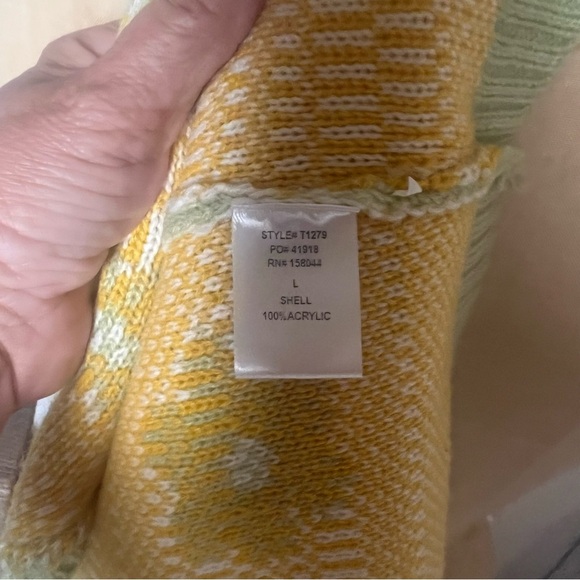 STYLE# T1279
PO# 41918
RN# 158044
L
SHELL
100%ACRYLIC